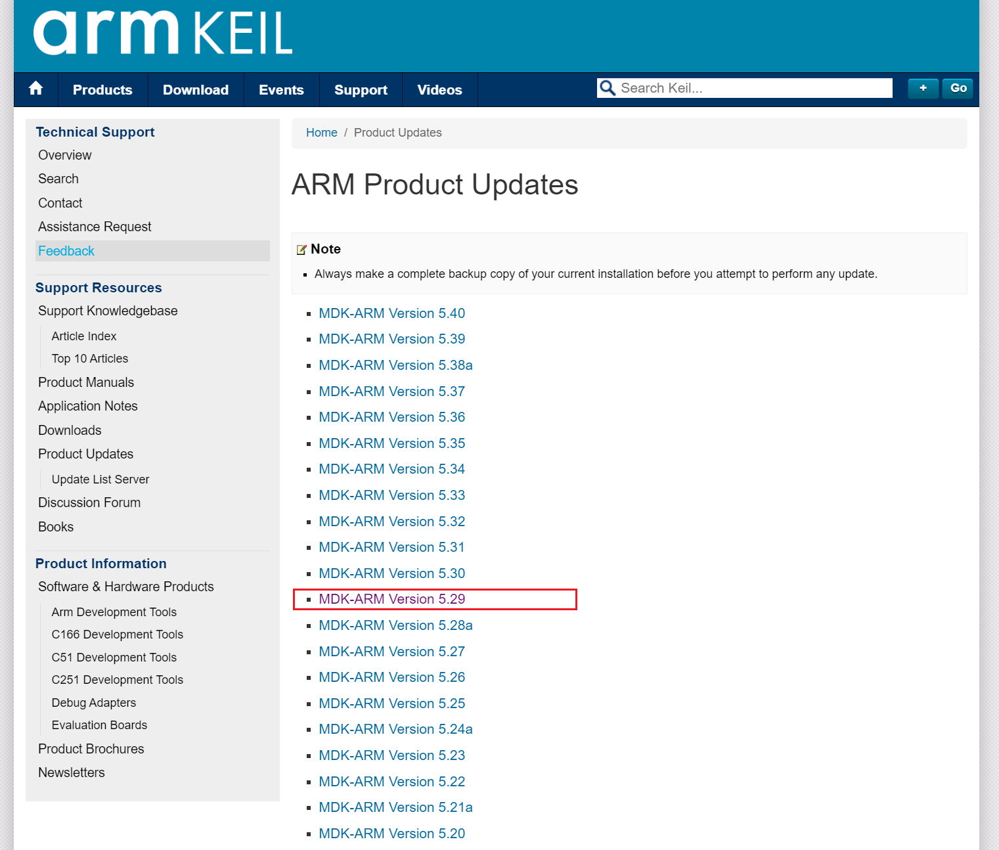 arm KEIL
Products Download Events Support Videos Search Keil... + Go
Technical Support
Overview
Search
Contact
Assistance Request
Feedback
Support Resources
Support Knowledgebase
Article Index
Top 10 Articles
Product Manuals
Application Notes
Downloads
Product Updates
Update List Server
Discussion Forum
Books
Product Information
Software & Hardware Products
Arm Development Tools
C166 Development Tools
C51 Development Tools
C251 Development Tools
Debug Adapters
Evaluation Boards
Product Brochures
Newsletters
Home / Product Updates
ARM Product Updates
Note
Always make a complete backup copy of your current installation before you attempt to perform any update.
MDK-ARM Version 5.40
MDK-ARM Version 5.39
MDK-ARM Version 5.38a
MDK-ARM Version 5.37
MDK-ARM Version 5.36
MDK-ARM Version 5.35
MDK-ARM Version 5.34
MDK-ARM Version 5.33
MDK-ARM Version 5.32
MDK-ARM Version 5.31
MDK-ARM Version 5.30
MDK-ARM Version 5.29
MDK-ARM Version 5.28a
MDK-ARM Version 5.27
MDK-ARM Version 5.26
MDK-ARM Version 5.25
MDK-ARM Version 5.24a
MDK-ARM Version 5.23
MDK-ARM Version 5.22
MDK-ARM Version 5.21a
MDK-ARM Version 5.20